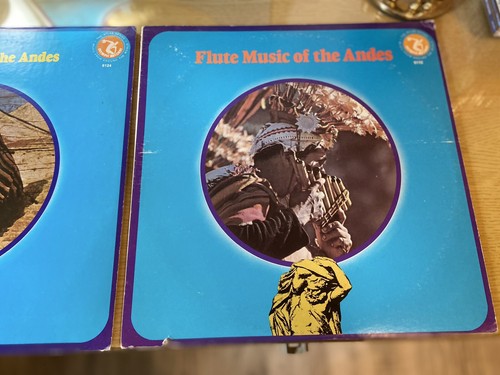 he Andes
Flute Music of the Andes